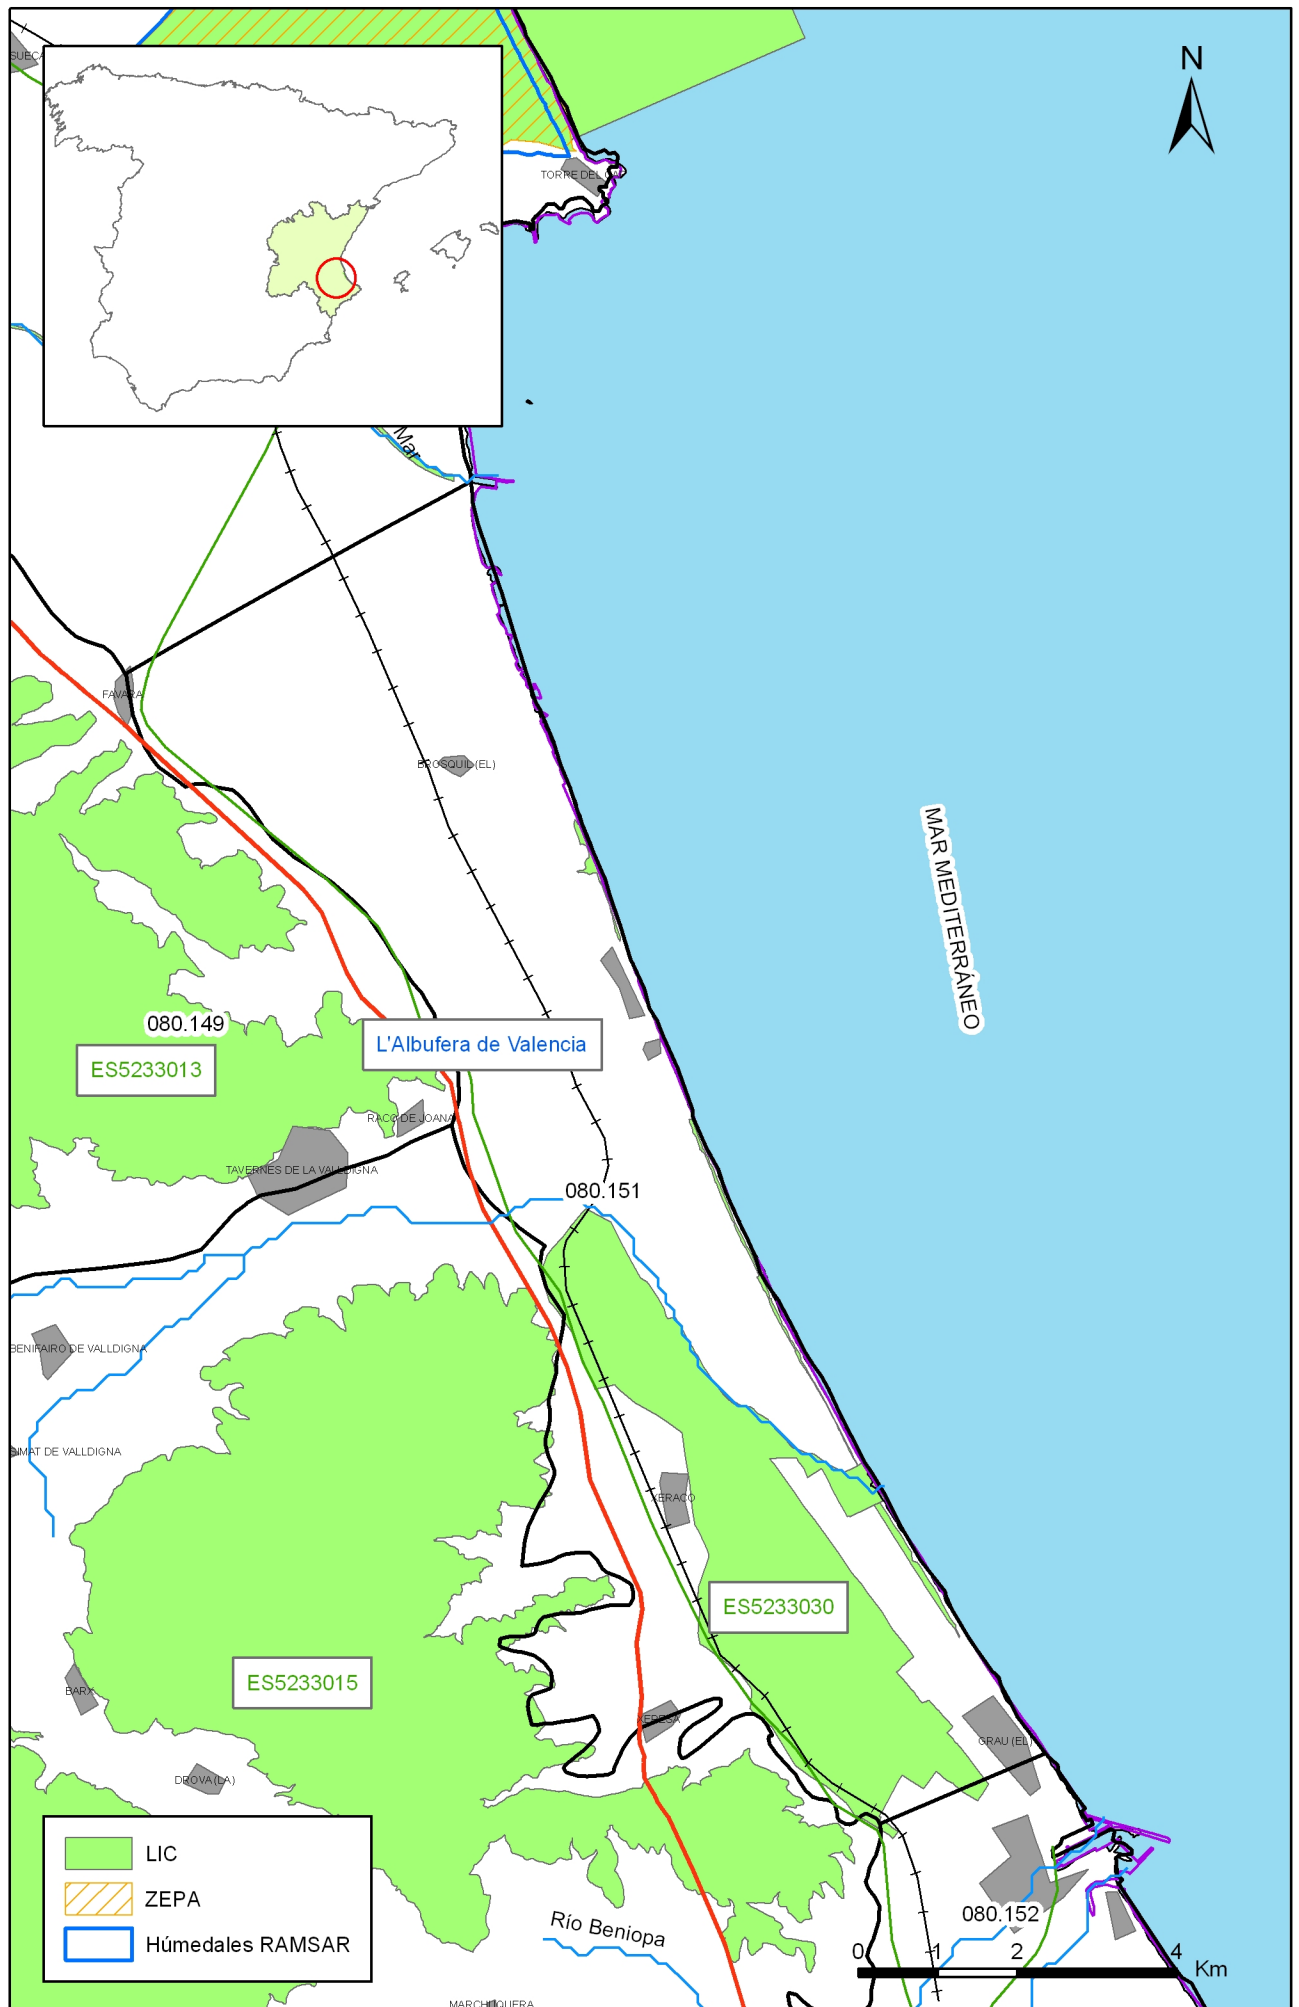 N
TORRE DEL
Mar
FAVARA
BROSQUIL (EL)
MAR MEDITERRÁNEO
080.149
L'Albufera de Valencia
ES5233013
RACO DE JOANA
TAVERNES DE LA VALLDIGNA
080.151
BENIFAIRO DE VALLDIGNA
DE VALLDIGNA
XERACO
ES5233030
ES5233015
BARX
XERESA
GRAU (EL)
DROVA (LA)
LIC
ZEPA
Húmedales RAMSAR
Río Beniopa
080.152
0 1 2 4
Km
MARCHUQUERA